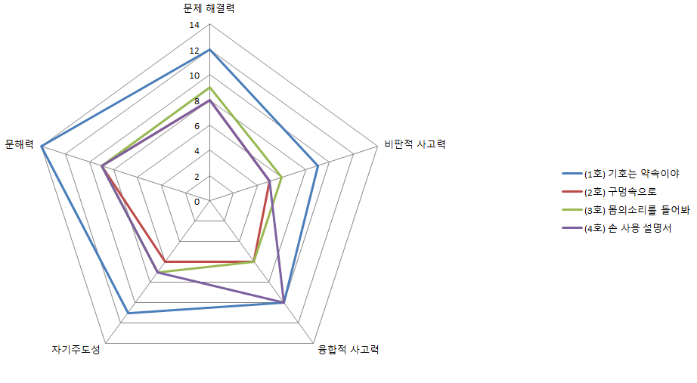 문제 해결력
14
12
10
8
6
4
2
0
문해력
비판적 사고력
자기주도성
융합적 사고력
(1호) 기호는 약속이야
(2호) 구멍속으로
(3호) 몸의소리를 들어봐
(4호) 손 사용 설명서